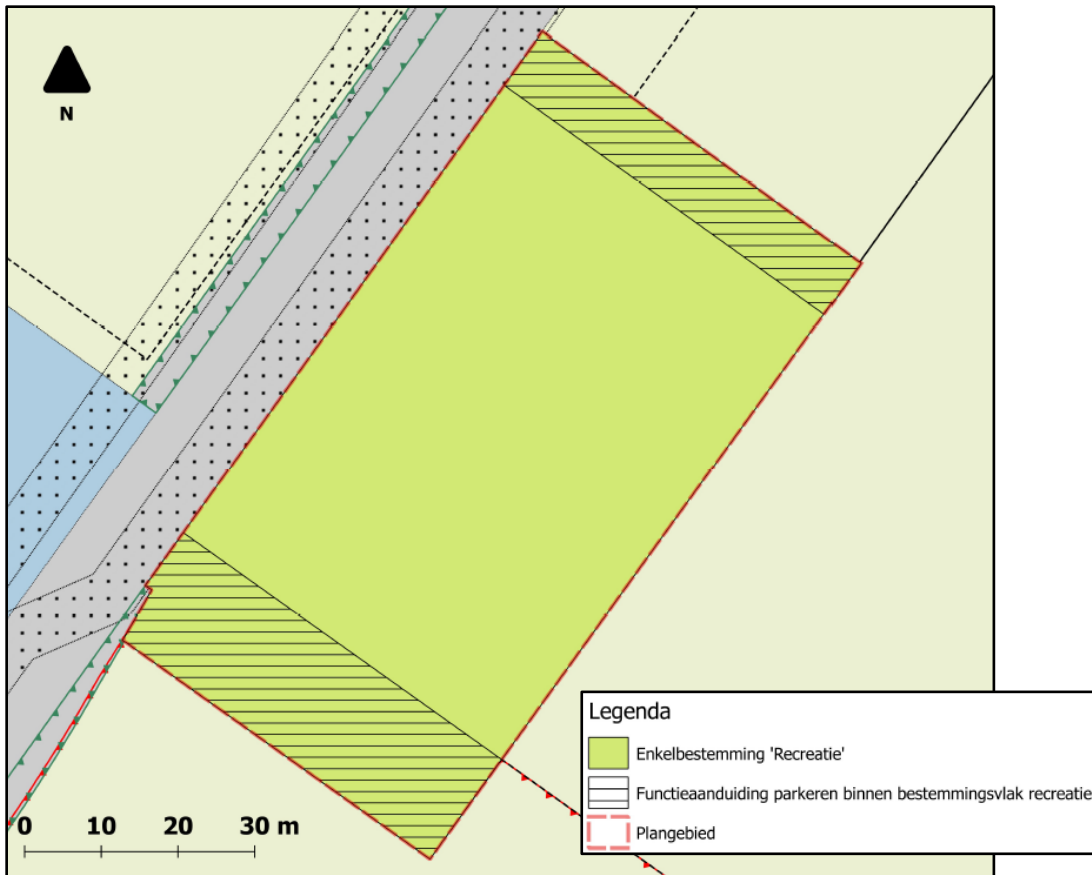 N
0 10 20 30 m
Legenda
Enkelbestemming 'Recreatie'
Functieaanduiding parkeren binnen bestemmingsvlak recreatie
Plangebied